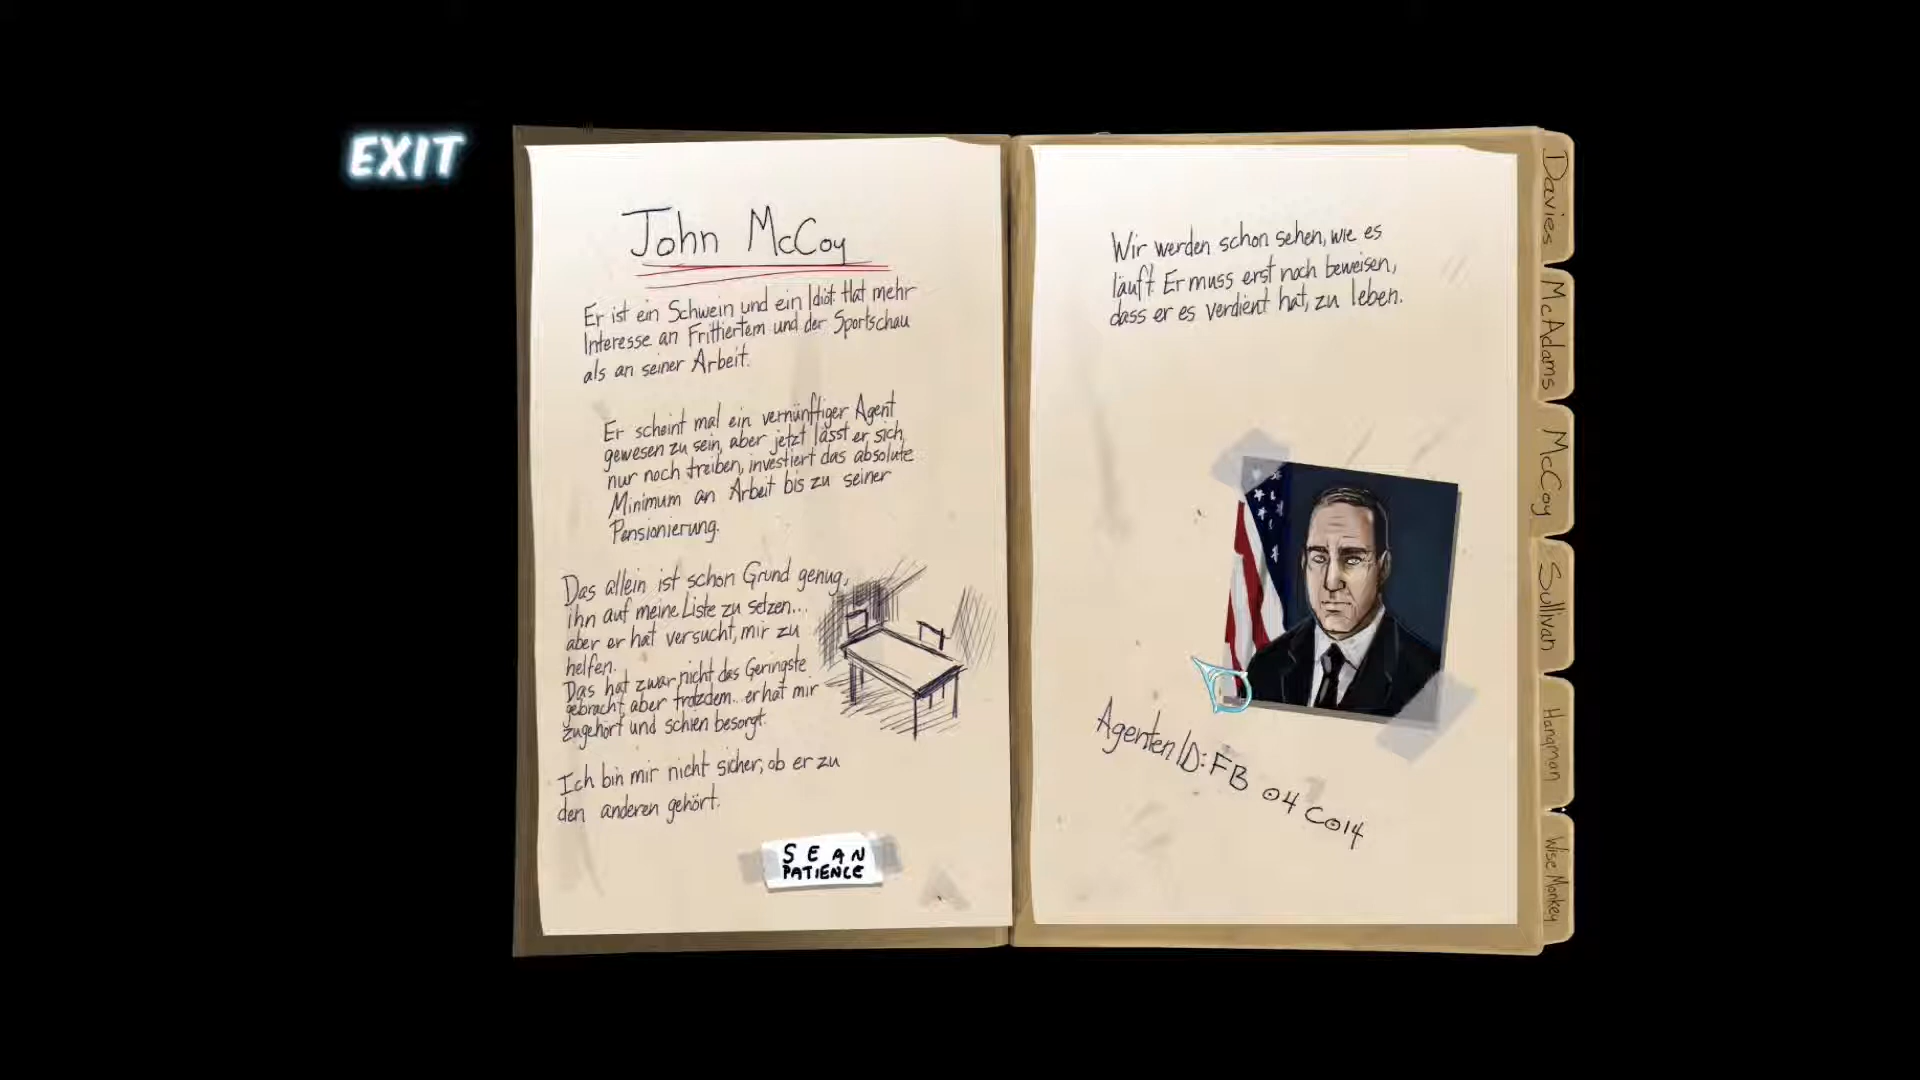 EXIT
John McCoy
Er ist ein Schwein und ein Idiot. Hat mehr
Interesse an Frittiertem und der Sportschau
als an seiner Arbeit.
Er scheint mal ein vernünftiger Agent
gewesen zu sein, aber jetzt lässt er sich
nur noch treiben, investiert das absolute
Minimum an Arbeit bis zu seiner
Pensionierung.
Das allein ist schon Grund genug,
ihn auf meine Liste zu setzen...
aber er hat versucht, mir zu
helfen.
Das hat zwar nicht das Geringste
gebracht, aber trotzdem... er hat mir
zugehört und schien besorgt.
Ich bin mir nicht sicher, ob er zu
den anderen gehört.
SEAN
PATIENCE
Wir werden schon sehen, wie es
läuft. Er muss erst noch beweisen,
dass er es verdient hat, zu leben.
Agenten ID: FB 04 C014
Davies
McAdams
McCoy
Sullivan
Hangman
Wise Monkey